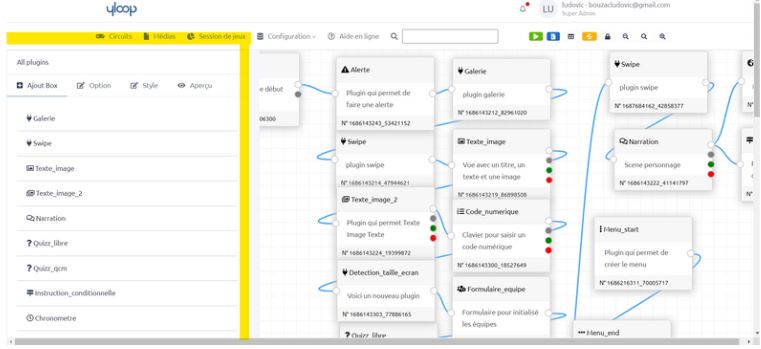 yloop
LU
ludovic - bouzacludovic@gmail.com
Super Admin
Circuits
Médias
Session de jeux
Configuration
Aide en ligne
All plugins
Ajout Box
Option
Style
Aperçu
Galerie
Swipe
Texte_image
Texte_image_2
Narration
Quizz_libre
Quizz_qcm
Instruction_conditionnelle
Chronometre
e début
06300
Alerte
Plugin qui permet de
faire une alerte
N° 1686143243_53421152
Swipe
plugin swipe
N° 1686143214_47944621
Texte_image_2
Plugin qui permet Texte
Image Texte
N° 1686143224_19399872
Detection_taille_ecran
Voici un nouveau plugin
N° 1686143303_77886165
Quizz_libre
Galerie
plugin galerie
N° 1686143212_82961020
Texte_image
Vue avec un titre, un
texte et une image
N° 1686143219_86898508
Code_numerique
Clavier pour saisir un
code numérique
N° 1686143300_18527649
Formulaire_equipe
Formulaire pour initialisé
les équipes
Swipe
plugin swipe
N° 1687684162_42858377
Narration
Scene personnage
N° 1686143222_41141797
Menu_start
Plugin qui permet de
créer le menu
N° 1686216311_70005717
Menu_end